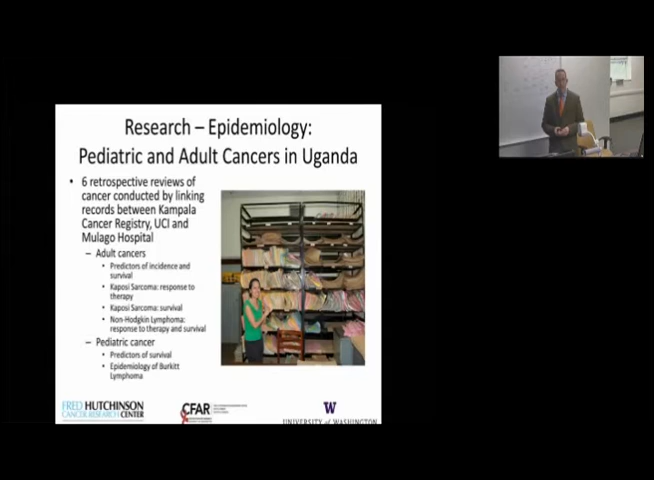 Research – Epidemiology:
Pediatric and Adult Cancers in Uganda
• 6 retrospective reviews of
cancer conducted by linking
records between Kampala
Cancer Registry, UCI and
Mulago Hospital
– Adult cancers
• Predictors of incidence and
survival
• Kaposi Sarcoma: response to
therapy
• Kaposi Sarcoma: survival
• Non-Hodgkin Lymphoma:
response to therapy and survival
– Pediatric cancer
• Predictors of survival
• Epidemiology of Burkitt
Lymphoma
FRED HUTCHINSON
CANCER RESEARCH CENTER
CFAR
W
UNIVERSITY of WASHINGTON